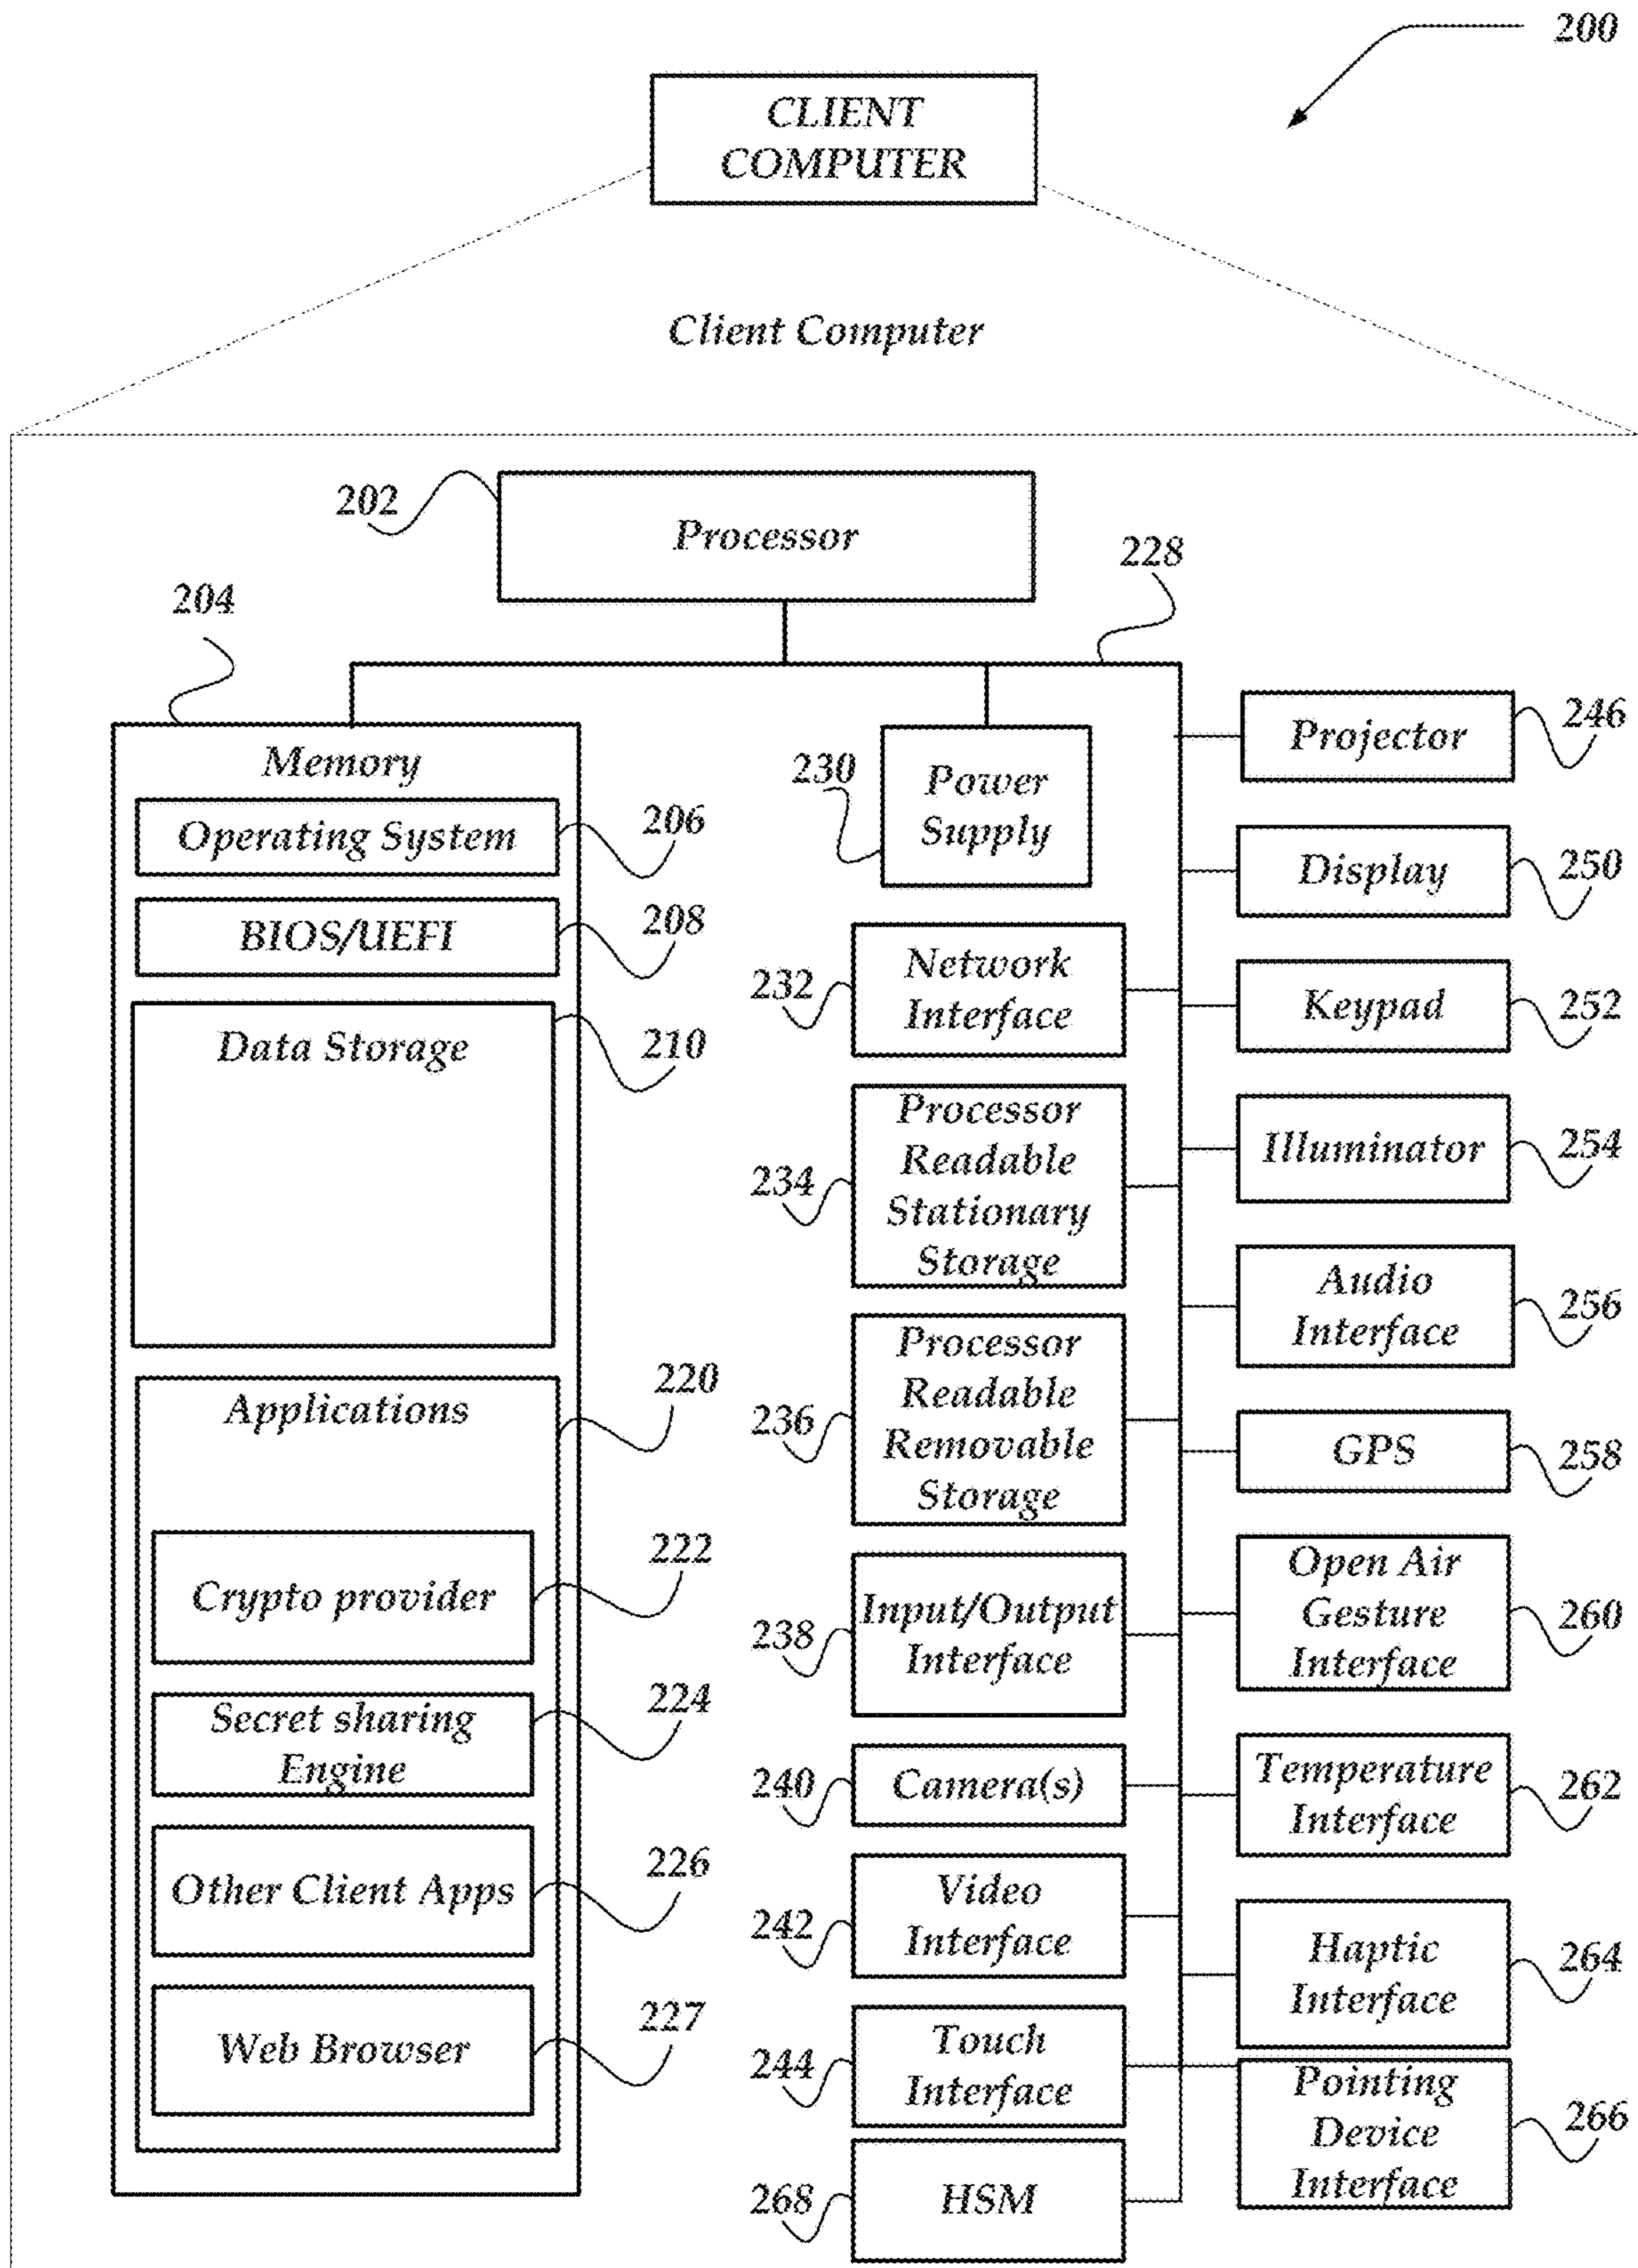 200
CLIENT
COMPUTER
Client Computer
202
Processor
228
204
Memory
Operating System
206
BIOS/UEFI
208
Data Storage
210
Applications
220
Crypto provider
222
Secret sharing
Engine
224
Other Client Apps
226
Web Browser
227
230
Power
Supply
232
Network
Interface
234
Processor
Readable
Stationary
Storage
236
Processor
Readable
Removable
Storage
238
Input/Output
Interface
240
Camera(s)
242
Video
Interface
244
Touch
Interface
268
HSM
Projector
246
Display
250
Keypad
252
Illuminator
254
Audio
Interface
256
GPS
258
Open Air
Gesture
Interface
260
Temperature
Interface
262
Haptic
Interface
264
Pointing
Device
Interface
266